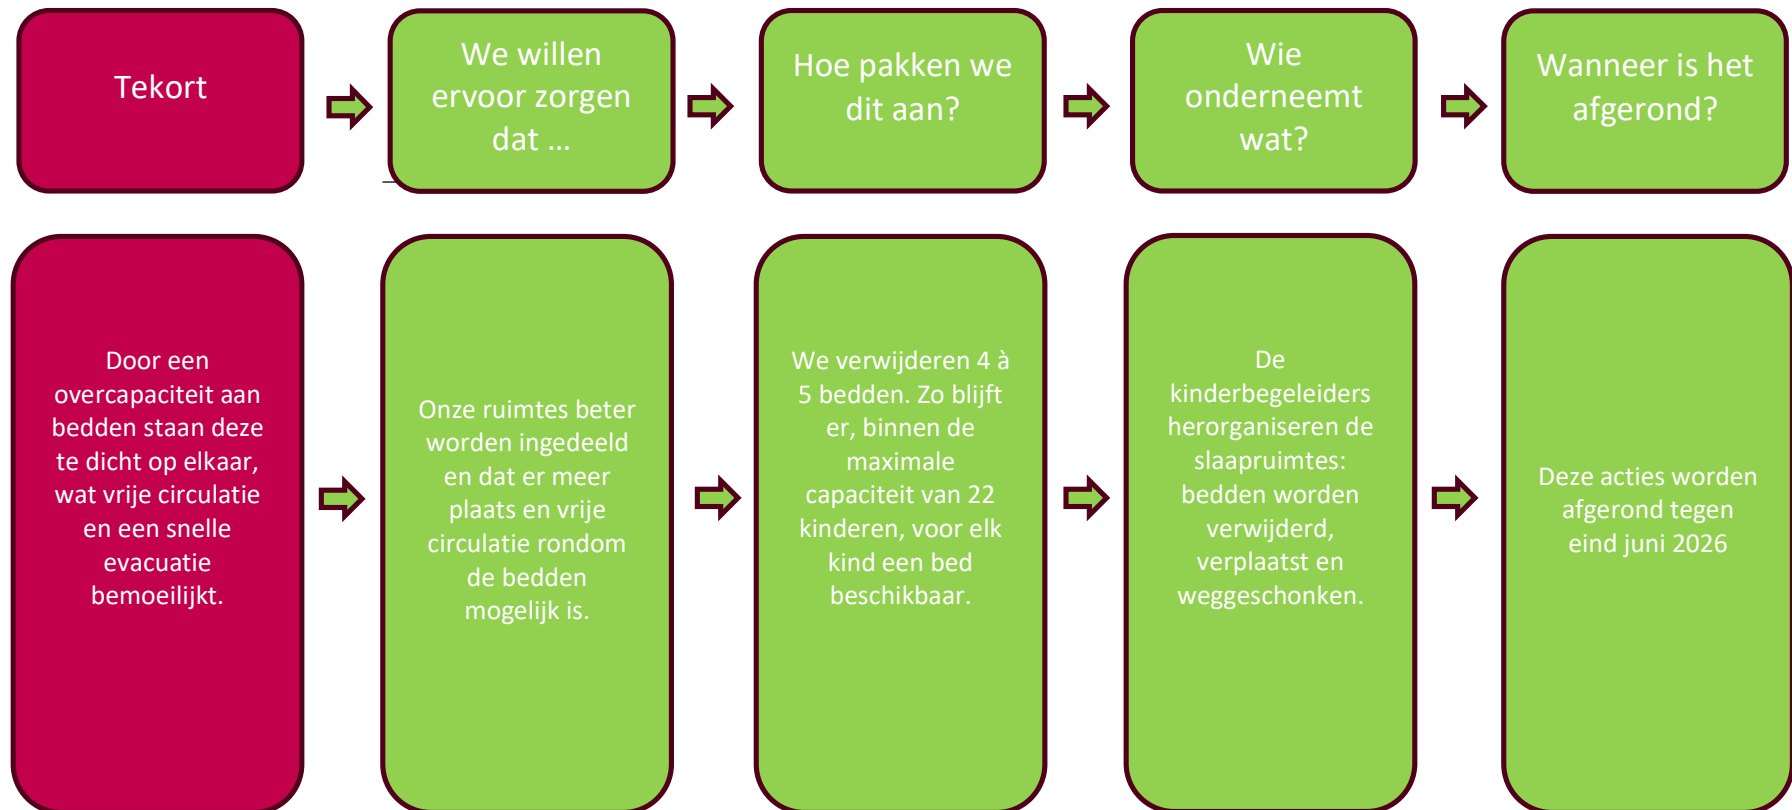 Tekort
We willen
ervoor zorgen
dat ...
Hoe pakken we
dit aan?
Wie
onderneemt
wat?
Wanneer is het
afgerond?
Door een
overcapaciteit aan
bedden staan deze
te dicht op elkaar,
wat vrije circulatie
en een snelle
evacuatie
bemoeilijkt.
Onze ruimtes beter
worden ingedeeld
en dat er meer
plaats en vrije
circulatie rondom
de bedden
mogelijk is.
We verwijderen 4 à
5 bedden. Zo blijft
er, binnen de
maximale
capaciteit van 22
kinderen, voor elk
kind een bed
beschikbaar.
De
kinderbegeleiders
herorganiseren de
slaapruimtes:
bedden worden
verwijderd,
verplaatst en
weggeschonken.
Deze acties worden
afgerond tegen
eind juni 2026